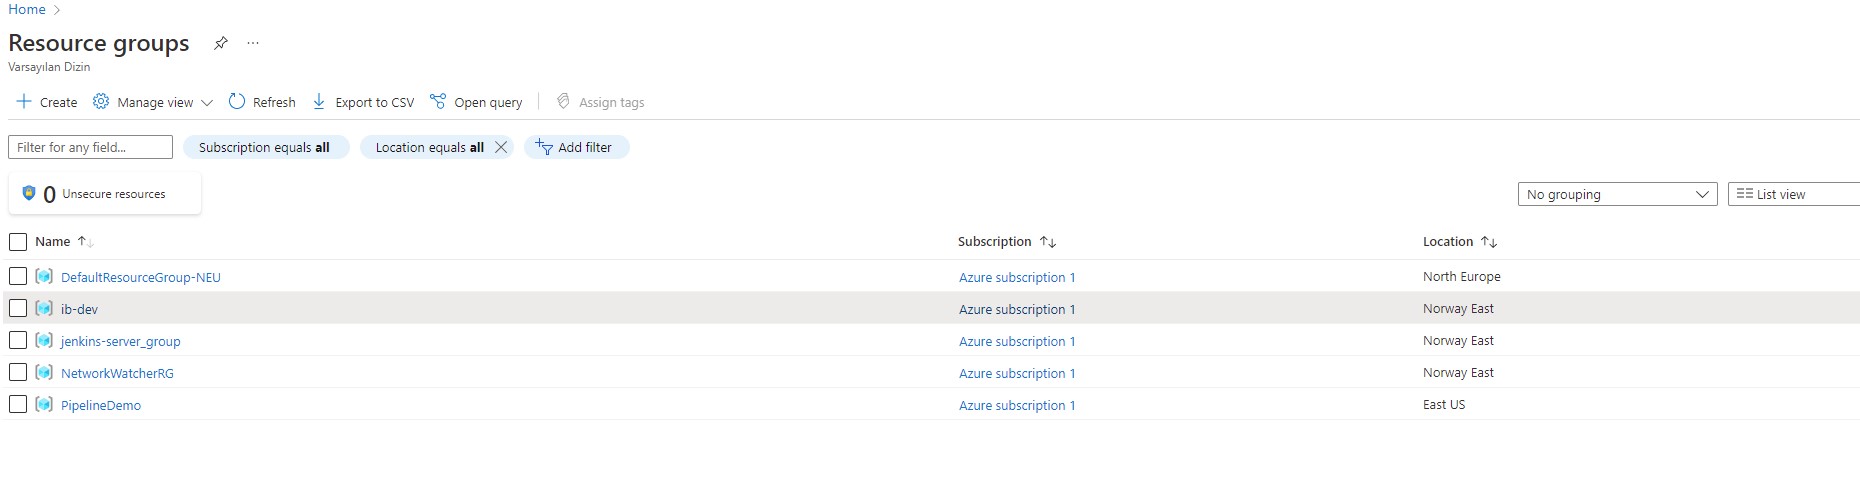 Home
Resource groups
Varsayılan Dizin
Create Manage view Refresh Export to CSV Open query Assign tags
Filter for any field... Subscription equals all Location equals all Add filter
0 Unsecure resources No grouping List view
Name Subscription Location
DefaultResourceGroup-NEU Azure subscription 1 North Europe
ib-dev Azure subscription 1 Norway East
jenkins-server_group Azure subscription 1 Norway East
NetworkWatcherRG Azure subscription 1 Norway East
PipelineDemo Azure subscription 1 East US